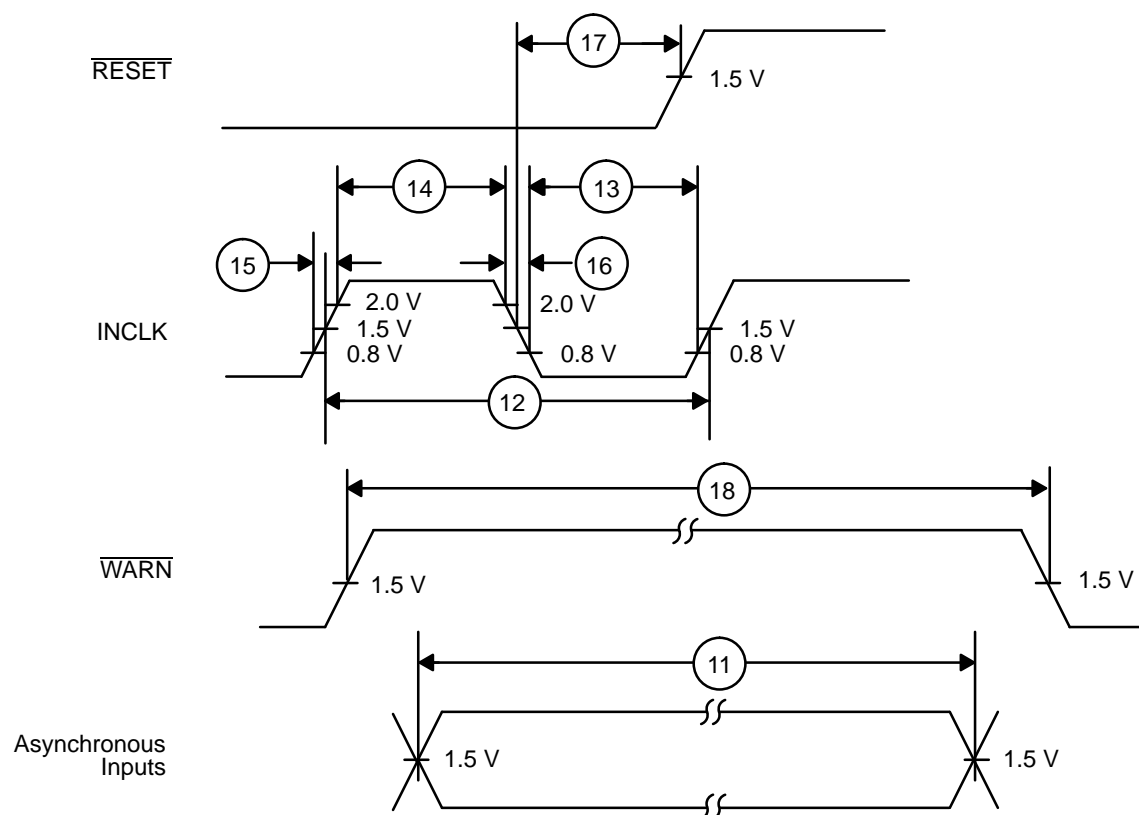 17
RESET
1.5 V
14
13
15
16
2.0 V
2.0 V
INCLK
1.5 V
1.5 V
0.8 V
0.8 V
0.8 V
12
18
WARN
1.5 V
1.5 V
11
Asynchronous
Inputs
1.5 V
1.5 V